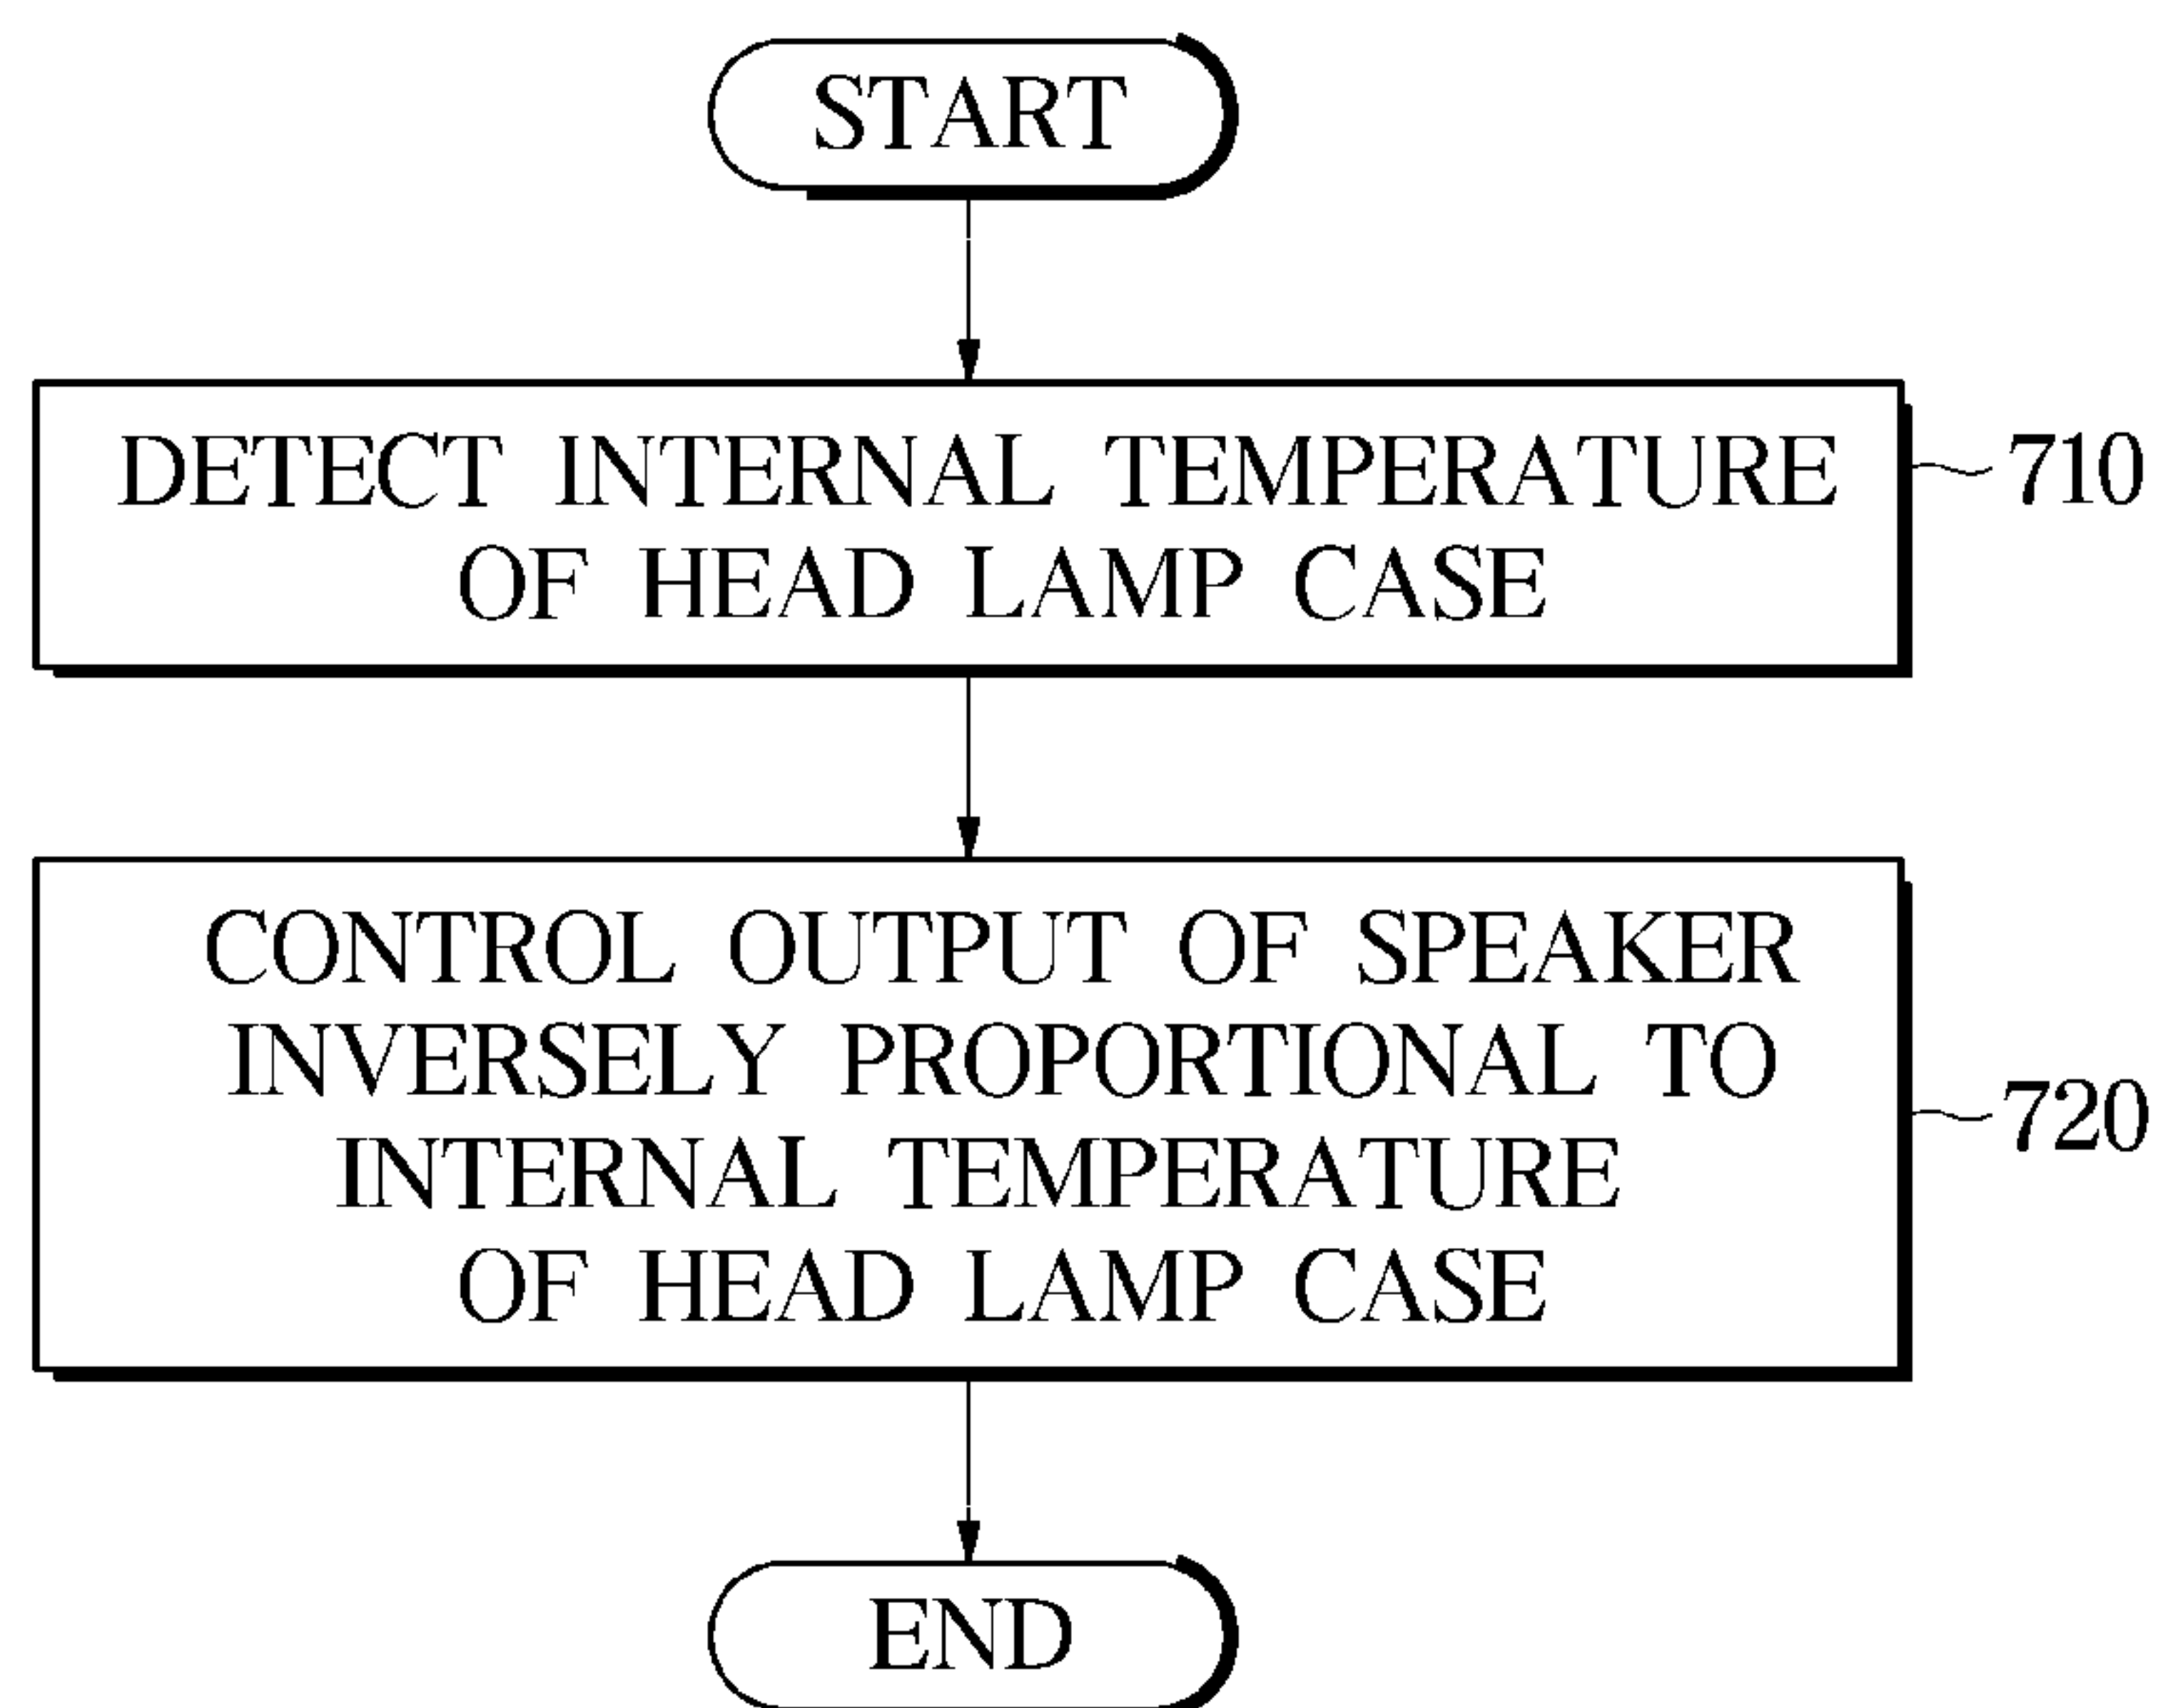 START
DETECT INTERNAL TEMPERATURE
OF HEAD LAMP CASE
710
CONTROL OUTPUT OF SPEAKER
INVERSELY PROPORTIONAL TO
INTERNAL TEMPERATURE
OF HEAD LAMP CASE
720
END